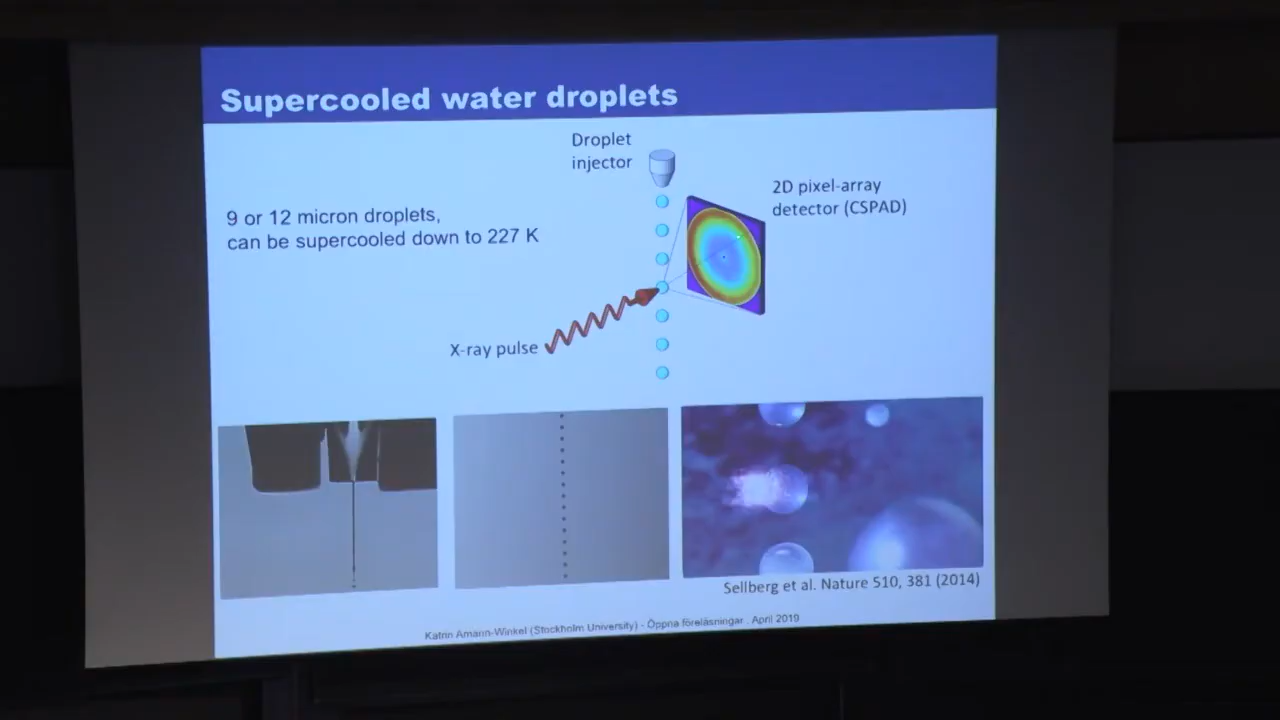 Supercooled water droplets
Droplet
injector
2D pixel-array
detector (CSPAD)
9 or 12 micron droplets,
can be supercooled down to 227 K
X-ray pulse
Sellberg et al. Nature 510, 381 (2014)
Katrin Amann-Winkel (Stockholm University) - Öppna föreläsningar . April 2019